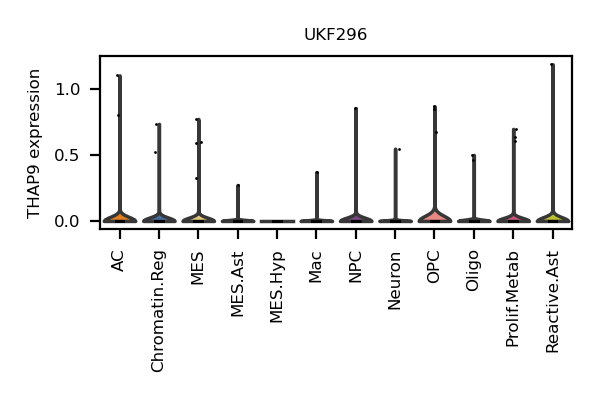 UKF296
THAP9 expression
1.0
0.5
0.0
AC
Chromatin.Reg
MES
MES.Ast
MES.Hyp
Mac
NPC
Neuron
OPC
Oligo
Prolif.Metab
Reactive.Ast